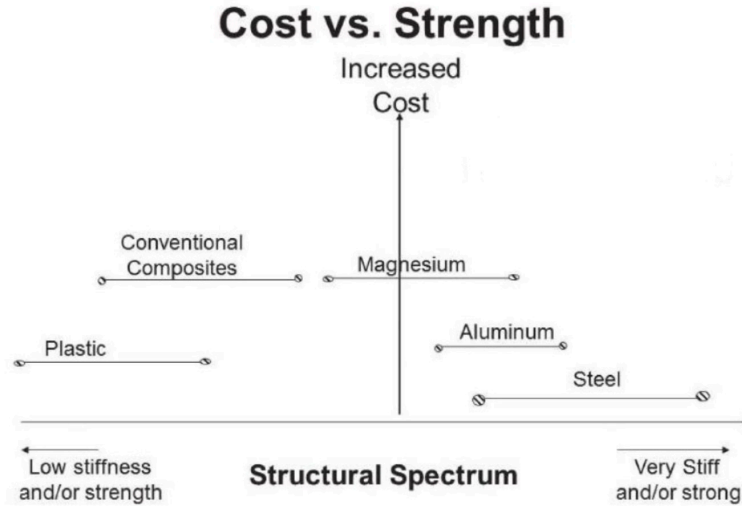 Cost vs. Strength
Increased
Cost
Conventional
Composites
Magnesium
Plastic
Aluminum
Steel
Low stiffness
and/or strength
Structural Spectrum
Very Stiff
and/or strong